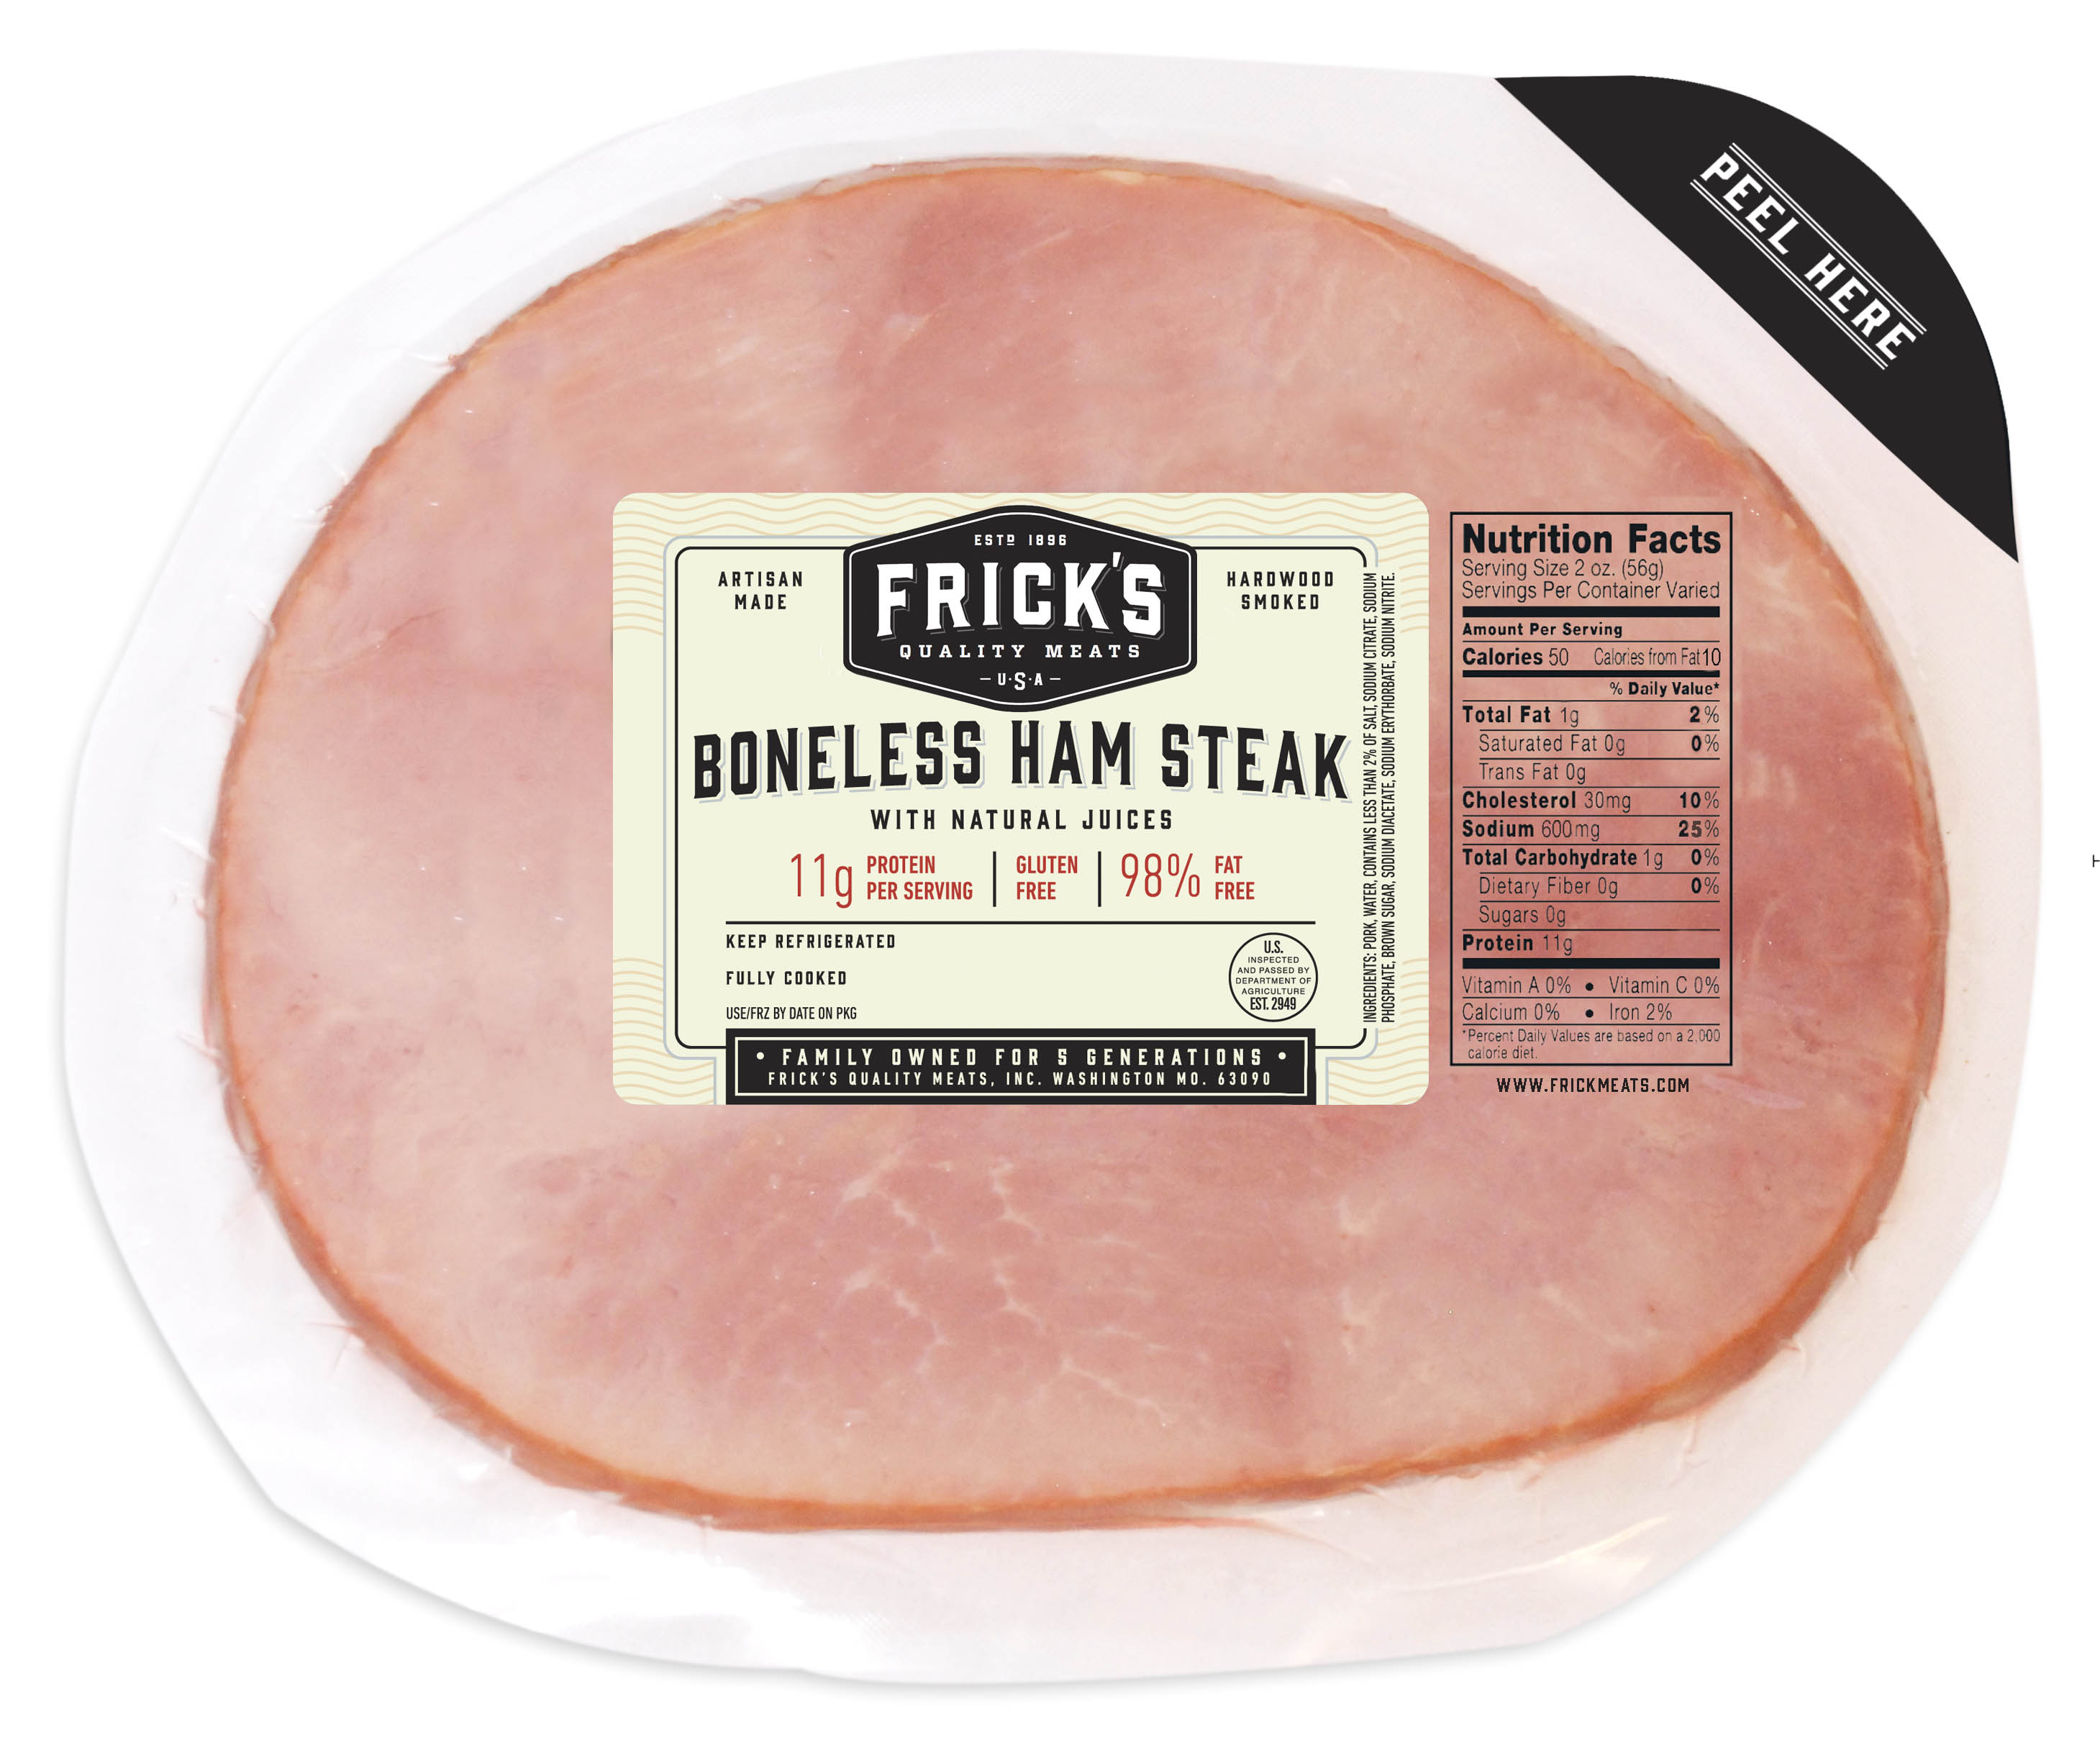 PEEL HERE
ESTD 1896
FRICK'S
QUALITY MEATS
– U·S·A –
ARTISAN
MADE
HARDWOOD
SMOKED
BONELESS HAM STEAK
WITH NATURAL JUICES
11g PROTEIN
PER SERVING
GLUTEN
FREE
98% FAT
FREE
KEEP REFRIGERATED
FULLY COOKED
USE/FRZ BY DATE ON PKG
U.S.
INSPECTED
AND PASSED BY
DEPARTMENT OF
AGRICULTURE
EST. 2949
• FAMILY OWNED FOR 5 GENERATIONS •
FRICK'S QUALITY MEATS, INC. WASHINGTON MO. 63090
INGREDIENTS: PORK, WATER, CONTAINS LESS THAN 2% OF SALT, SODIUM CITRATE, SODIUM
PHOSPHATE, BROWN SUGAR, SODIUM DIACETATE, SODIUM ERYTHORBATE, SODIUM NITRITE.
Nutrition Facts
Serving Size 2 oz. (56g)
Servings Per Container Varied
Amount Per Serving
Calories 50 Calories from Fat 10
% Daily Value*
Total Fat 1g 2%
Saturated Fat 0g 0%
Trans Fat 0g
Cholesterol 30mg 10%
Sodium 600mg 25%
Total Carbohydrate 1g 0%
Dietary Fiber 0g 0%
Sugars 0g
Protein 11g
Vitamin A 0% • Vitamin C 0%
Calcium 0% • Iron 2%
*Percent Daily Values are based on a 2,000
calorie diet.
WWW.FRICKMEATS.COM